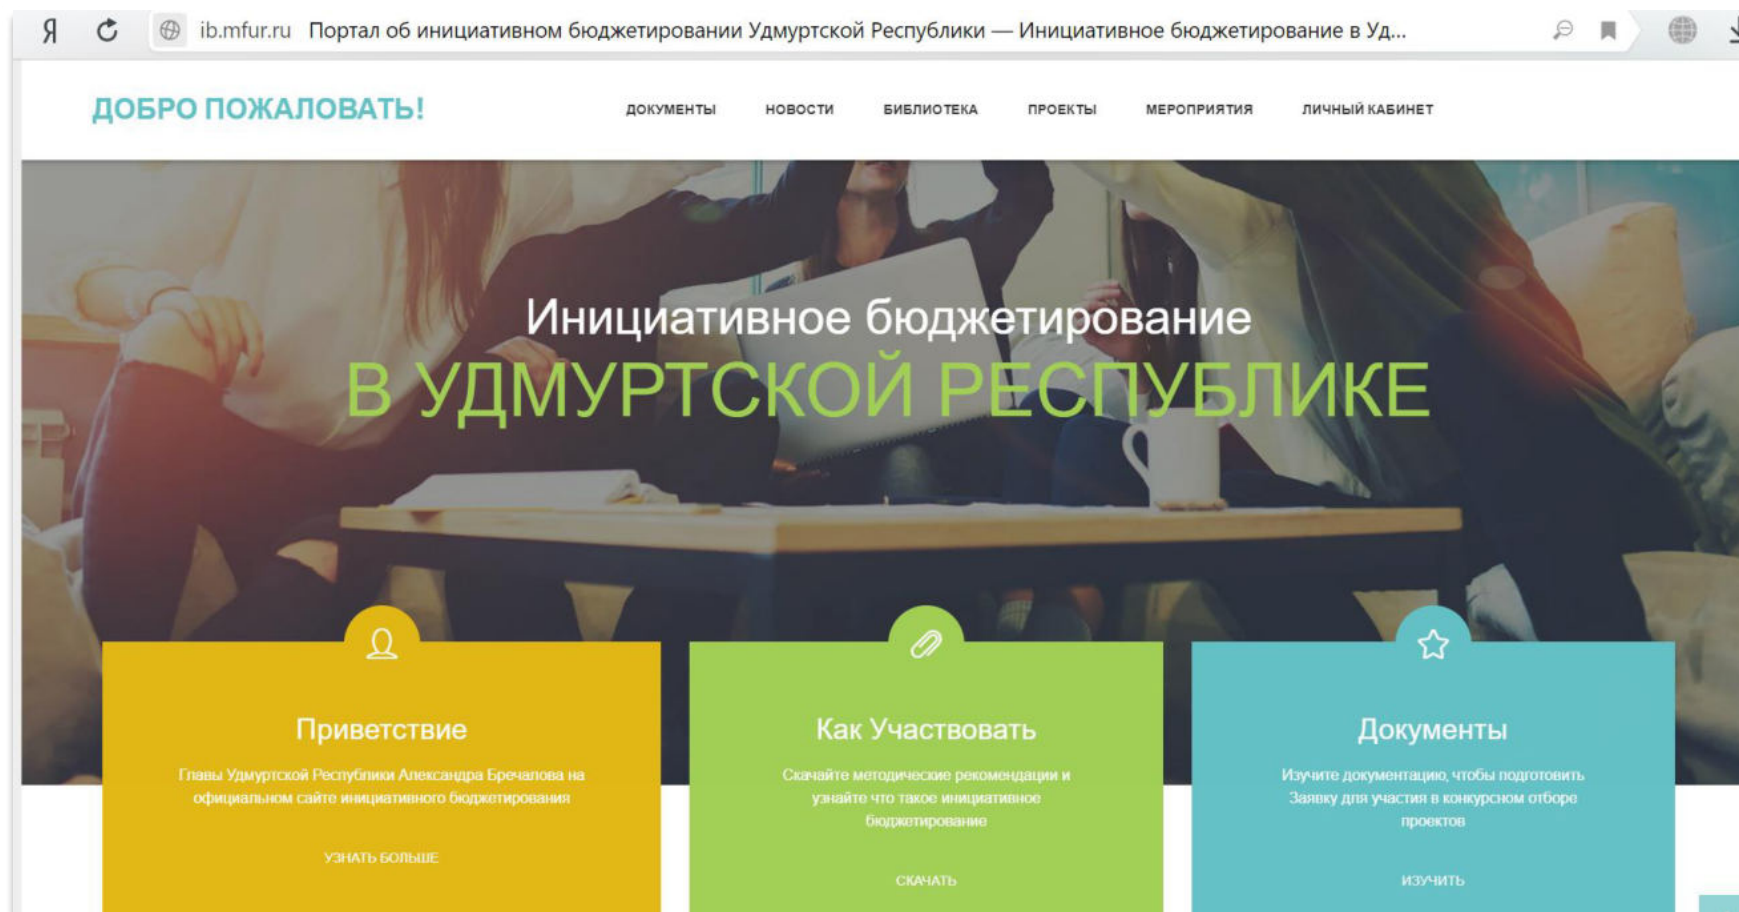 Я ib.mfur.ru Портал об инициативном бюджетировании Удмуртской Республики — Инициативное бюджетирование в Уд...
ДОБРО ПОЖАЛОВАТЬ! ДОКУМЕНТЫ НОВОСТИ БИБЛИОТЕКА ПРОЕКТЫ МЕРОПРИЯТИЯ ЛИЧНЫЙ КАБИНЕТ
Инициативное бюджетирование
В УДМУРТСКОЙ РЕСПУБЛИКЕ
Приветствие
Главы Удмуртской Республики Александра Бречалова на
официальном сайте инициативного бюджетирования
УЗНАТЬ БОЛЬШЕ
Как Участвовать
Скачайте методические рекомендации и
узнайте что такое инициативное
бюджетирование
СКАЧАТЬ
Документы
Изучите документацию, чтобы подготовить
Заявку для участия в конкурсном отборе
проектов
ИЗУЧИТЬ